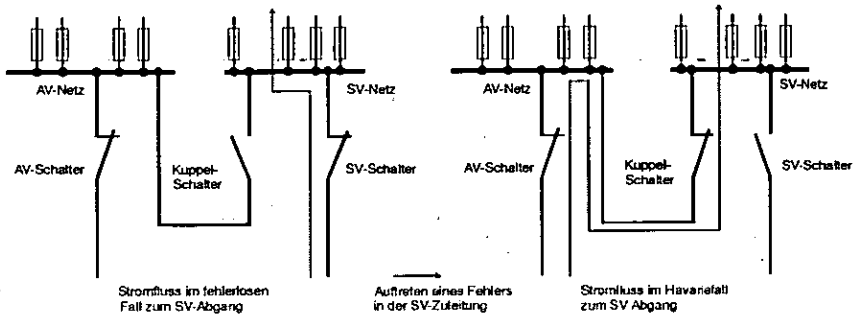 AV-Netz
SV-Netz
AV-Schalter
Kuppel-
Schalter
SV-Schalter
Stromfluss im fehlerlosen
Fall zum SV-Abgang
Auftreten eines Fehlers
in der SV-Zuleitung
AV-Netz
SV-Netz
AV-Schalter
Kuppel-
Schalter
SV-Schalter
Stromfluss im Havariefall
zum SV Abgang